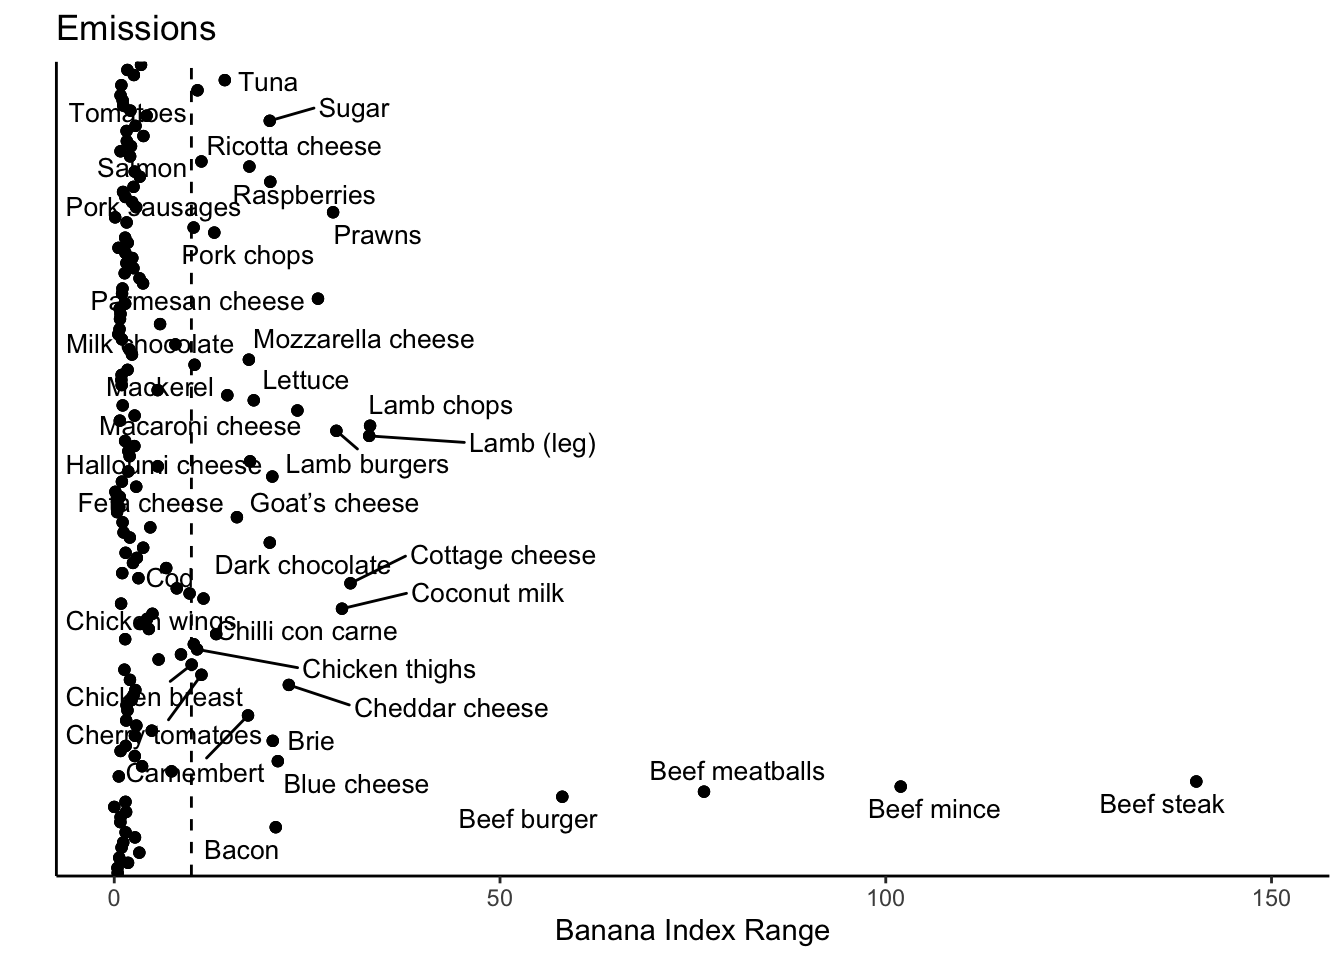 Emissions
Tuna
Sugar
Tomatoes
Ricotta cheese
Salmon
Raspberries
Pork sausages
Prawns
Pork chops
Parmesan cheese
Mozzarella cheese
Milk chocolate
Lettuce
Mackerel
Lamb chops
Macaroni cheese
Lamb (leg)
Halloumi cheese
Lamb burgers
Feta cheese
Goat’s cheese
Cottage cheese
Dark chocolate
Cod
Coconut milk
Chicken wings
Chilli con carne
Chicken thighs
Chicken breast
Cheddar cheese
Cherry tomatoes
Brie
Camembert
Beef meatballs
Blue cheese
Beef steak
Beef mince
Beef burger
Bacon
0 50 100 150
Banana Index Range